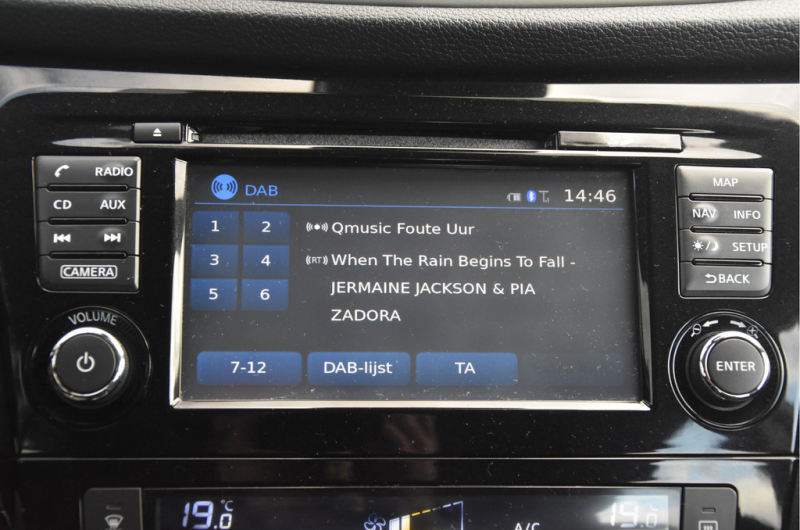 RADIO
CD AUX
CAMERA
VOLUME
DAB 14:46
1 2 Qmusic Foute Uur
3 4 When The Rain Begins To Fall -
JERMAINE JACKSON & PIA
5 6
ZADORA
7-12 DAB-lijst TA
MAP
NAV INFO
SETUP
BACK
ENTER
19.0 °C A/C 19.0